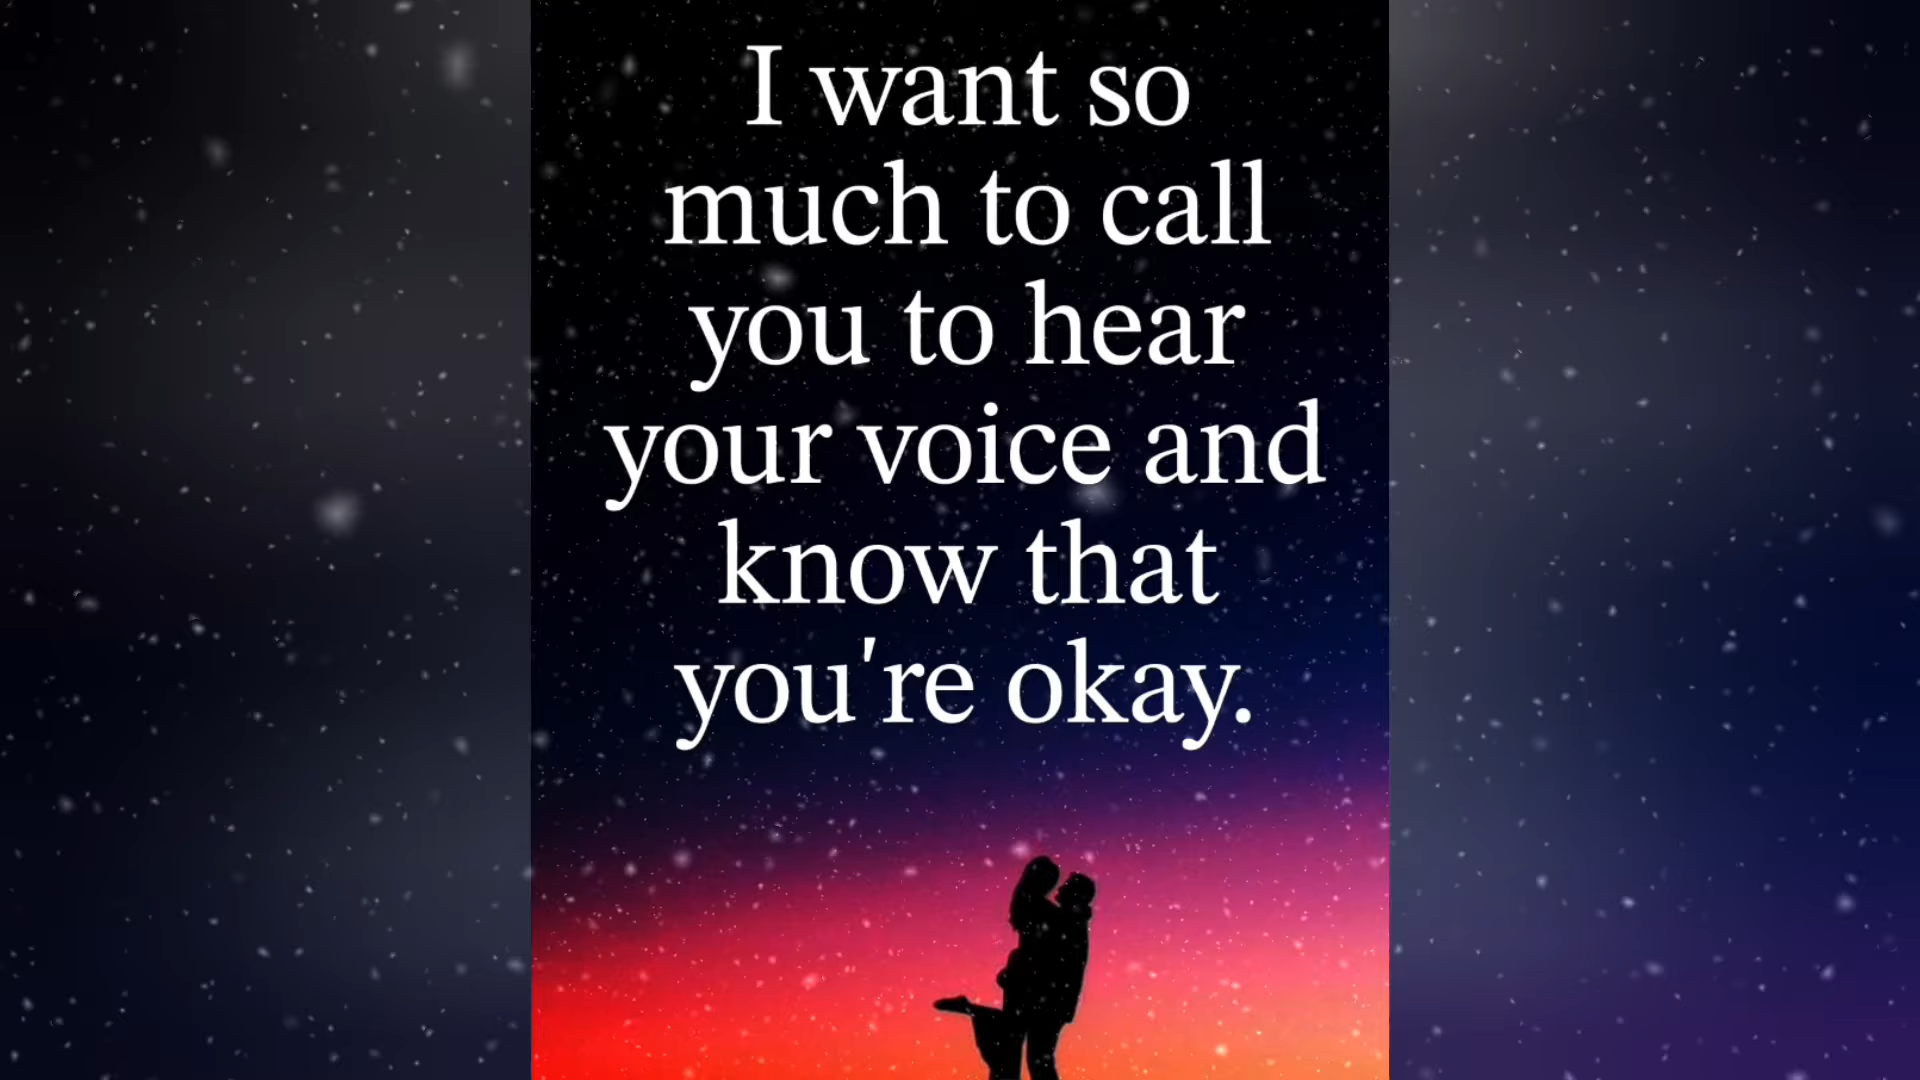 I want so
much to call
you to hear
your voice and
know that
you're okay.